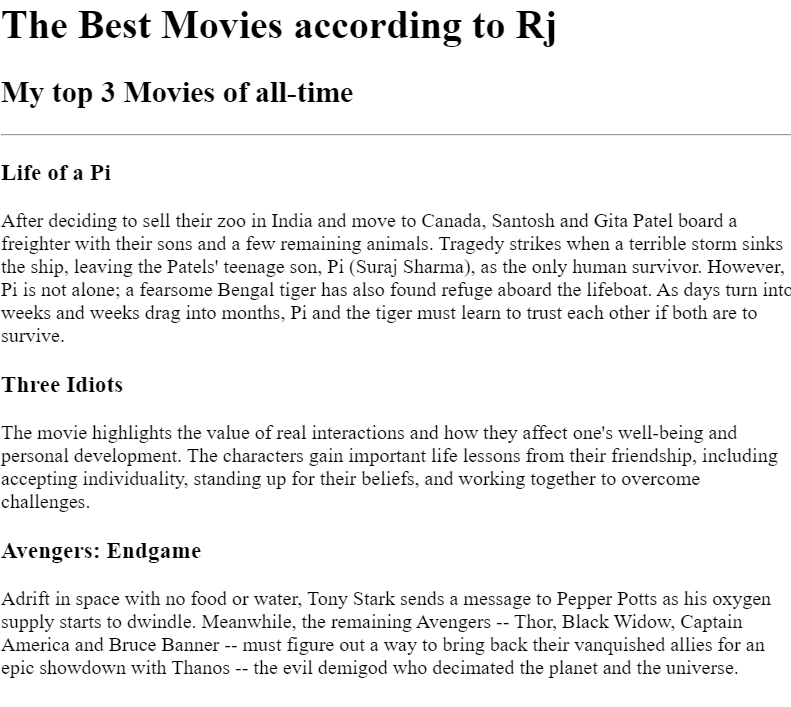 The Best Movies according to Rj
My top 3 Movies of all-time
Life of a Pi
After deciding to sell their zoo in India and move to Canada, Santosh and Gita Patel board a
freighter with their sons and a few remaining animals. Tragedy strikes when a terrible storm sinks
the ship, leaving the Patels' teenage son, Pi (Suraj Sharma), as the only human survivor. However,
Pi is not alone; a fearsome Bengal tiger has also found refuge aboard the lifeboat. As days turn into
weeks and weeks drag into months, Pi and the tiger must learn to trust each other if both are to
survive.
Three Idiots
The movie highlights the value of real interactions and how they affect one's well-being and
personal development. The characters gain important life lessons from their friendship, including
accepting individuality, standing up for their beliefs, and working together to overcome
challenges.
Avengers: Endgame
Adrift in space with no food or water, Tony Stark sends a message to Pepper Potts as his oxygen
supply starts to dwindle. Meanwhile, the remaining Avengers -- Thor, Black Widow, Captain
America and Bruce Banner -- must figure out a way to bring back their vanquished allies for an
epic showdown with Thanos -- the evil demigod who decimated the planet and the universe.